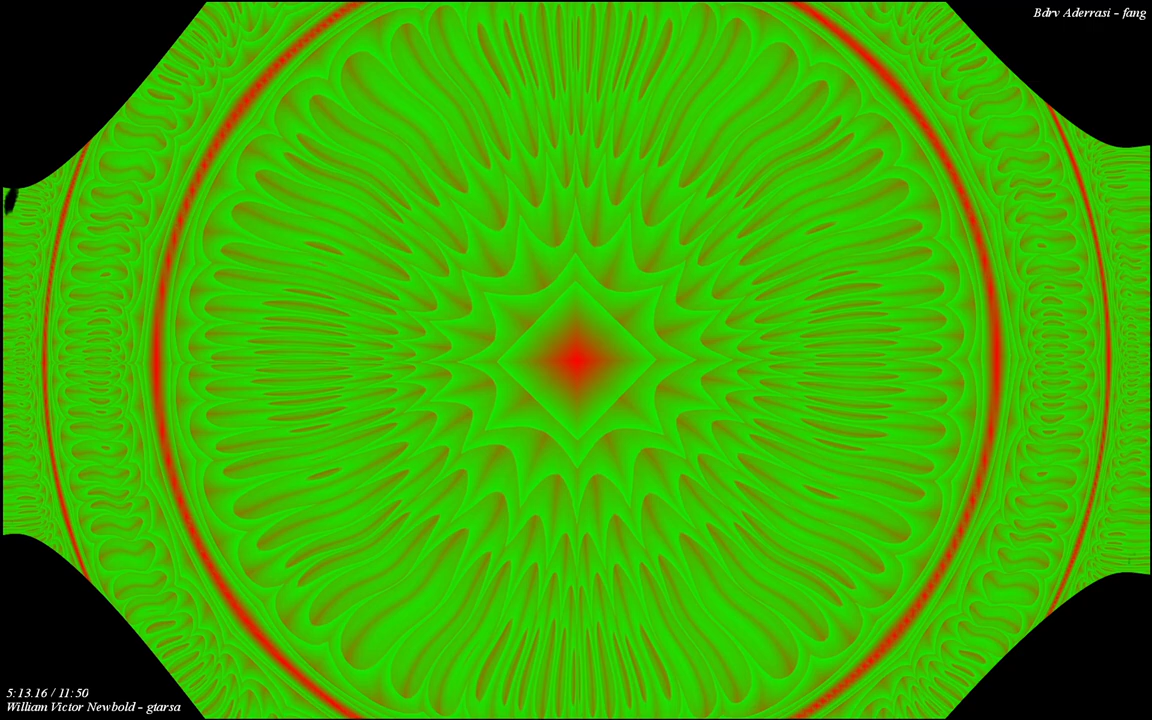 Bdrv Aderrasi - fang
5:13.16 / 11:50
William Victor Newbold - gtarsa